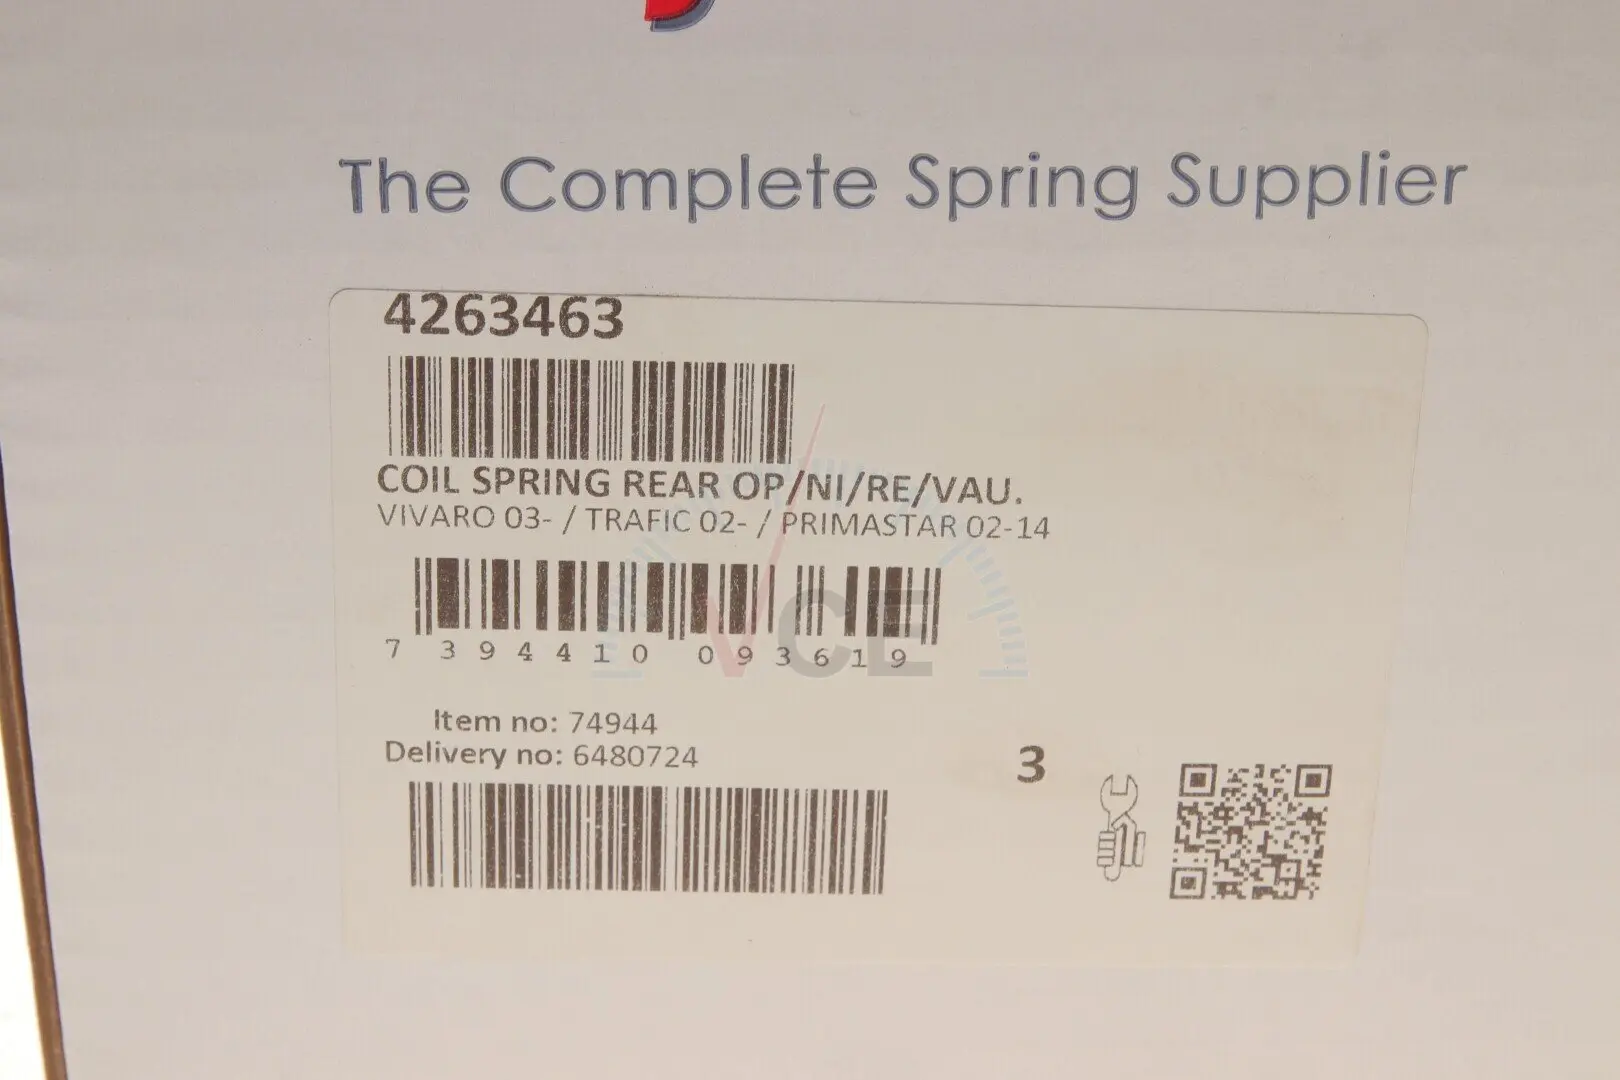 The Complete Spring Supplier
4263463
COIL SPRING REAR OP/NI/RE/VAU.
VIVARO 03- / TRAFIC 02- / PRIMASTAR 02-14
7 394410 093619
VCE
Item no: 74944
Delivery no: 6480724
3